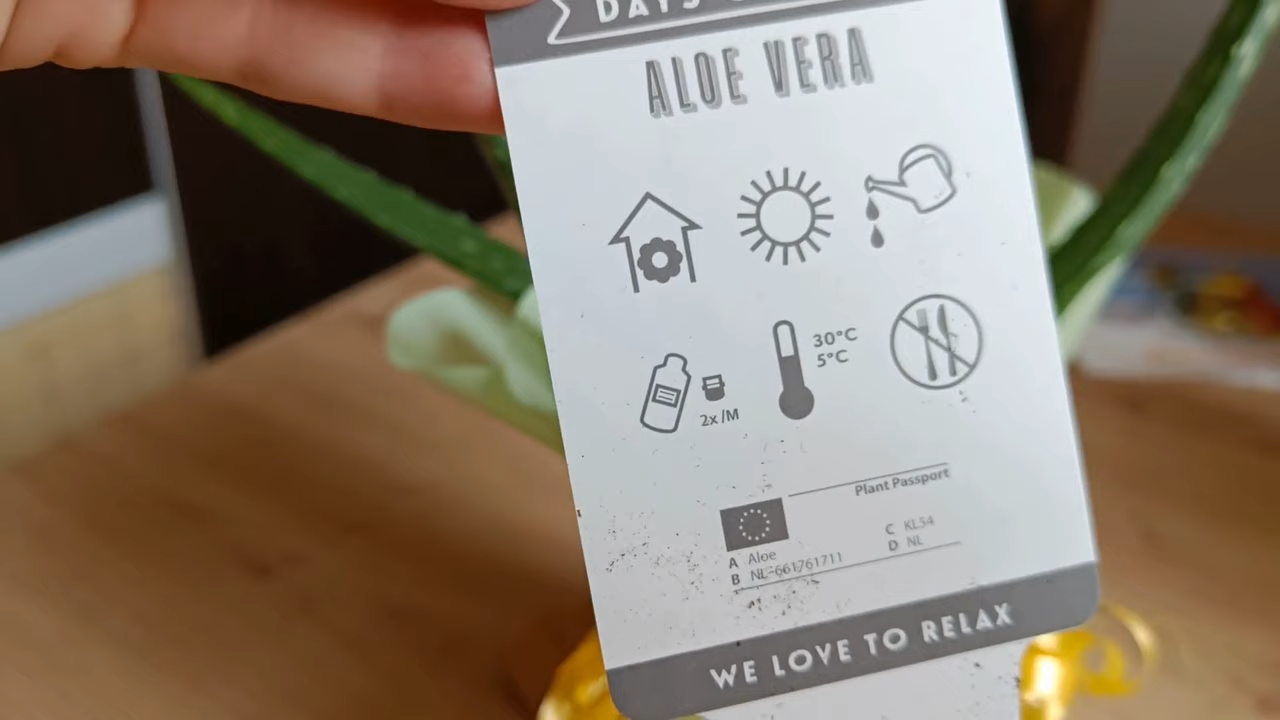 DAYS
ALOE VERA
2x/M
30°C
5°C
Plant Passport
A Aloe
B NL-661761711
C KL54
D NL
WE LOVE TO RELAX